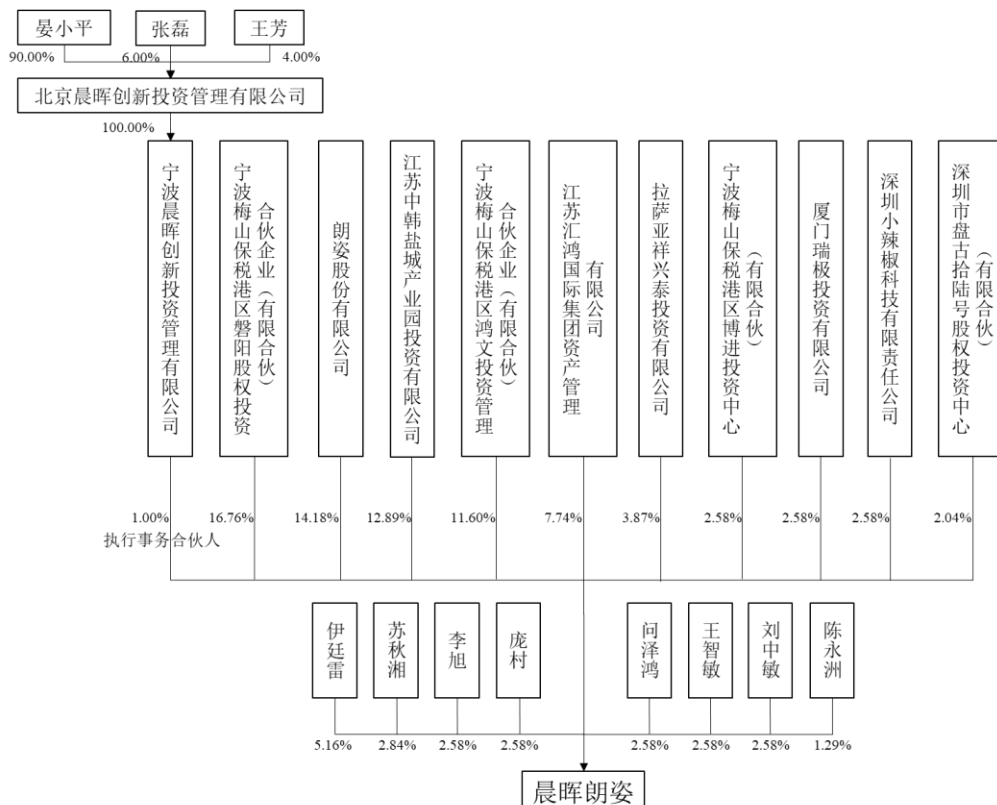 晏小平
张磊
王芳
90.00%
6.00%
4.00%
北京晨晖创新投资管理有限公司
100.00%
宁波晨晖创新投资管理有限公司
宁波梅山保税港区磐阳股权投资
合伙企业（有限合伙）
朗姿股份有限公司
江苏中韩盐城产业园投资有限公司
宁波梅山保税港区鸿文投资管理
合伙企业（有限合伙）
江苏汇鸿国际集团资产管理
有限公司
拉萨亚祥兴泰投资有限公司
宁波梅山保税港区博进投资中心
（有限合伙）
厦门瑞极投资有限公司
深圳小辣椒科技有限责任公司
深圳市盘古拾陆号股权投资中心
（有限合伙）
1.00%
16.76%
14.18%
12.89%
11.60%
7.74%
3.87%
2.58%
2.58%
2.58%
2.04%
执行事务合伙人
伊廷雷
苏秋湘
李旭
庞村
问泽鸿
王智敏
刘中敏
陈永洲
5.16%
2.84%
2.58%
2.58%
2.58%
2.58%
2.58%
1.29%
晨晖朗姿